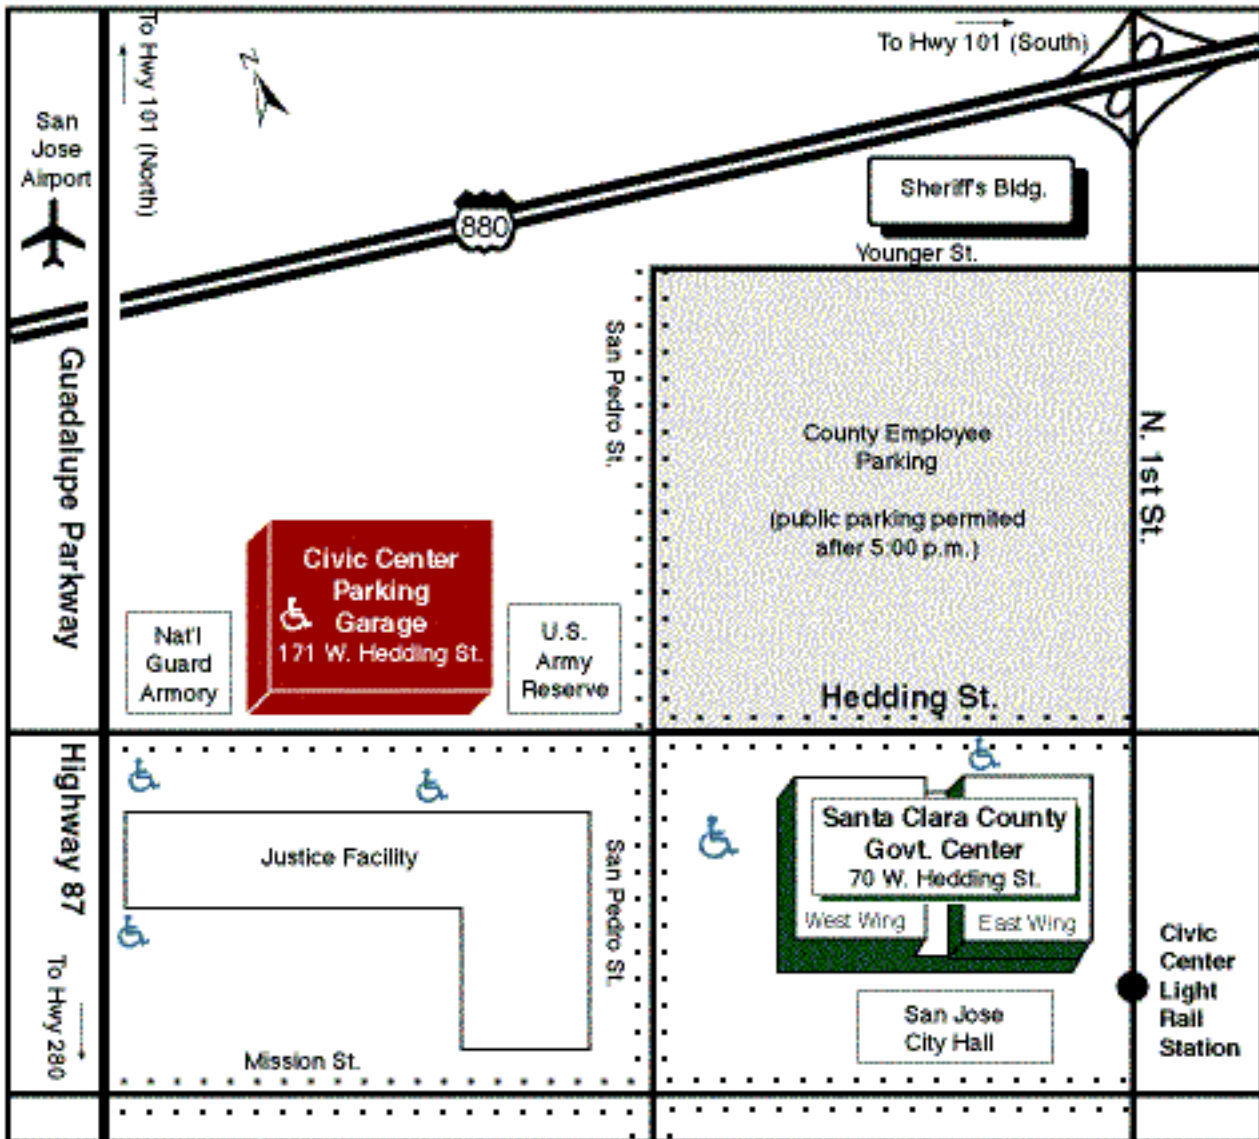 To Hwy 101 (North)
To Hwy 101 (South)
N
San
Jose
Airport
880
Sheriff's Bldg.
Younger St.
Guadalupe Parkway
San Pedro St.
County Employee
Parking
(public parking permited
after 5:00 p.m.)
N. 1st St.
Civic Center
Parking
Garage
171 W. Hedding St.
Nat'l
Guard
Armory
U.S.
Army
Reserve
Hedding St.
Highway 87
To Hwy 280
Justice Facility
San Pedro St.
Santa Clara County
Govt. Center
70 W. Hedding St.
West Wing
East Wing
San Jose
City Hall
Civic
Center
Light
Rail
Station
Mission St.